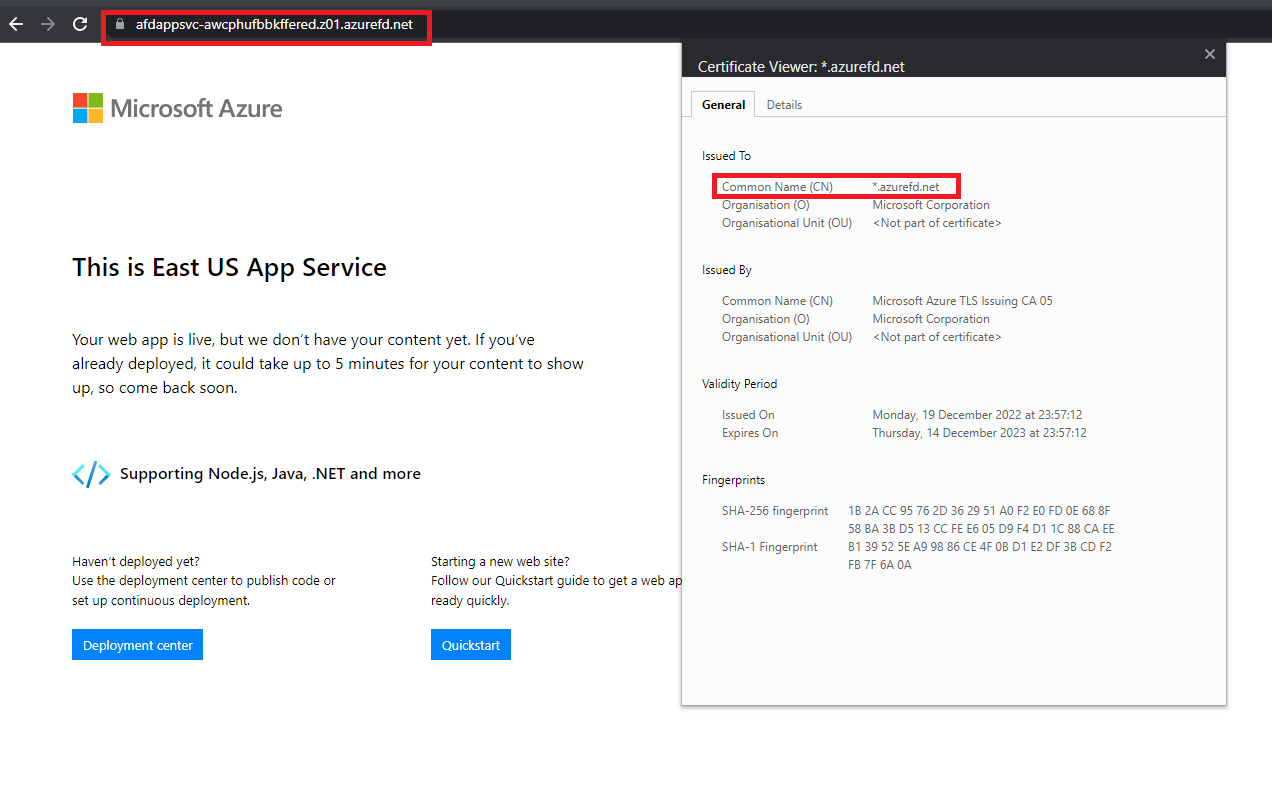 afdappsvc-awcphufbbkffered.z01.azurefd.net
Microsoft Azure
This is East US App Service
Your web app is live, but we don’t have your content yet. If you’ve
already deployed, it could take up to 5 minutes for your content to show
up, so come back soon.
Supporting Node.js, Java, .NET and more
Haven’t deployed yet?
Use the deployment center to publish code or
set up continuous deployment.
Deployment center
Starting a new web site?
Follow our Quickstart guide to get a web ap
ready quickly.
Quickstart
Certificate Viewer: *.azurefd.net
General Details
Issued To
Common Name (CN) *.azurefd.net
Organisation (O) Microsoft Corporation
Organisational Unit (OU) <Not part of certificate>
Issued By
Common Name (CN) Microsoft Azure TLS Issuing CA 05
Organisation (O) Microsoft Corporation
Organisational Unit (OU) <Not part of certificate>
Validity Period
Issued On Monday, 19 December 2022 at 23:57:12
Expires On Thursday, 14 December 2023 at 23:57:12
Fingerprints
SHA-256 fingerprint 1B 2A CC 95 76 2D 36 29 51 A0 F2 E0 FD 0E 68 8F
58 BA 3B D5 13 CC FE E6 05 D9 F4 D1 1C 88 CA EE
SHA-1 Fingerprint B1 39 52 5E A9 98 86 CE 4F 0B D1 E2 DF 3B CD F2
FB 7F 6A 0A